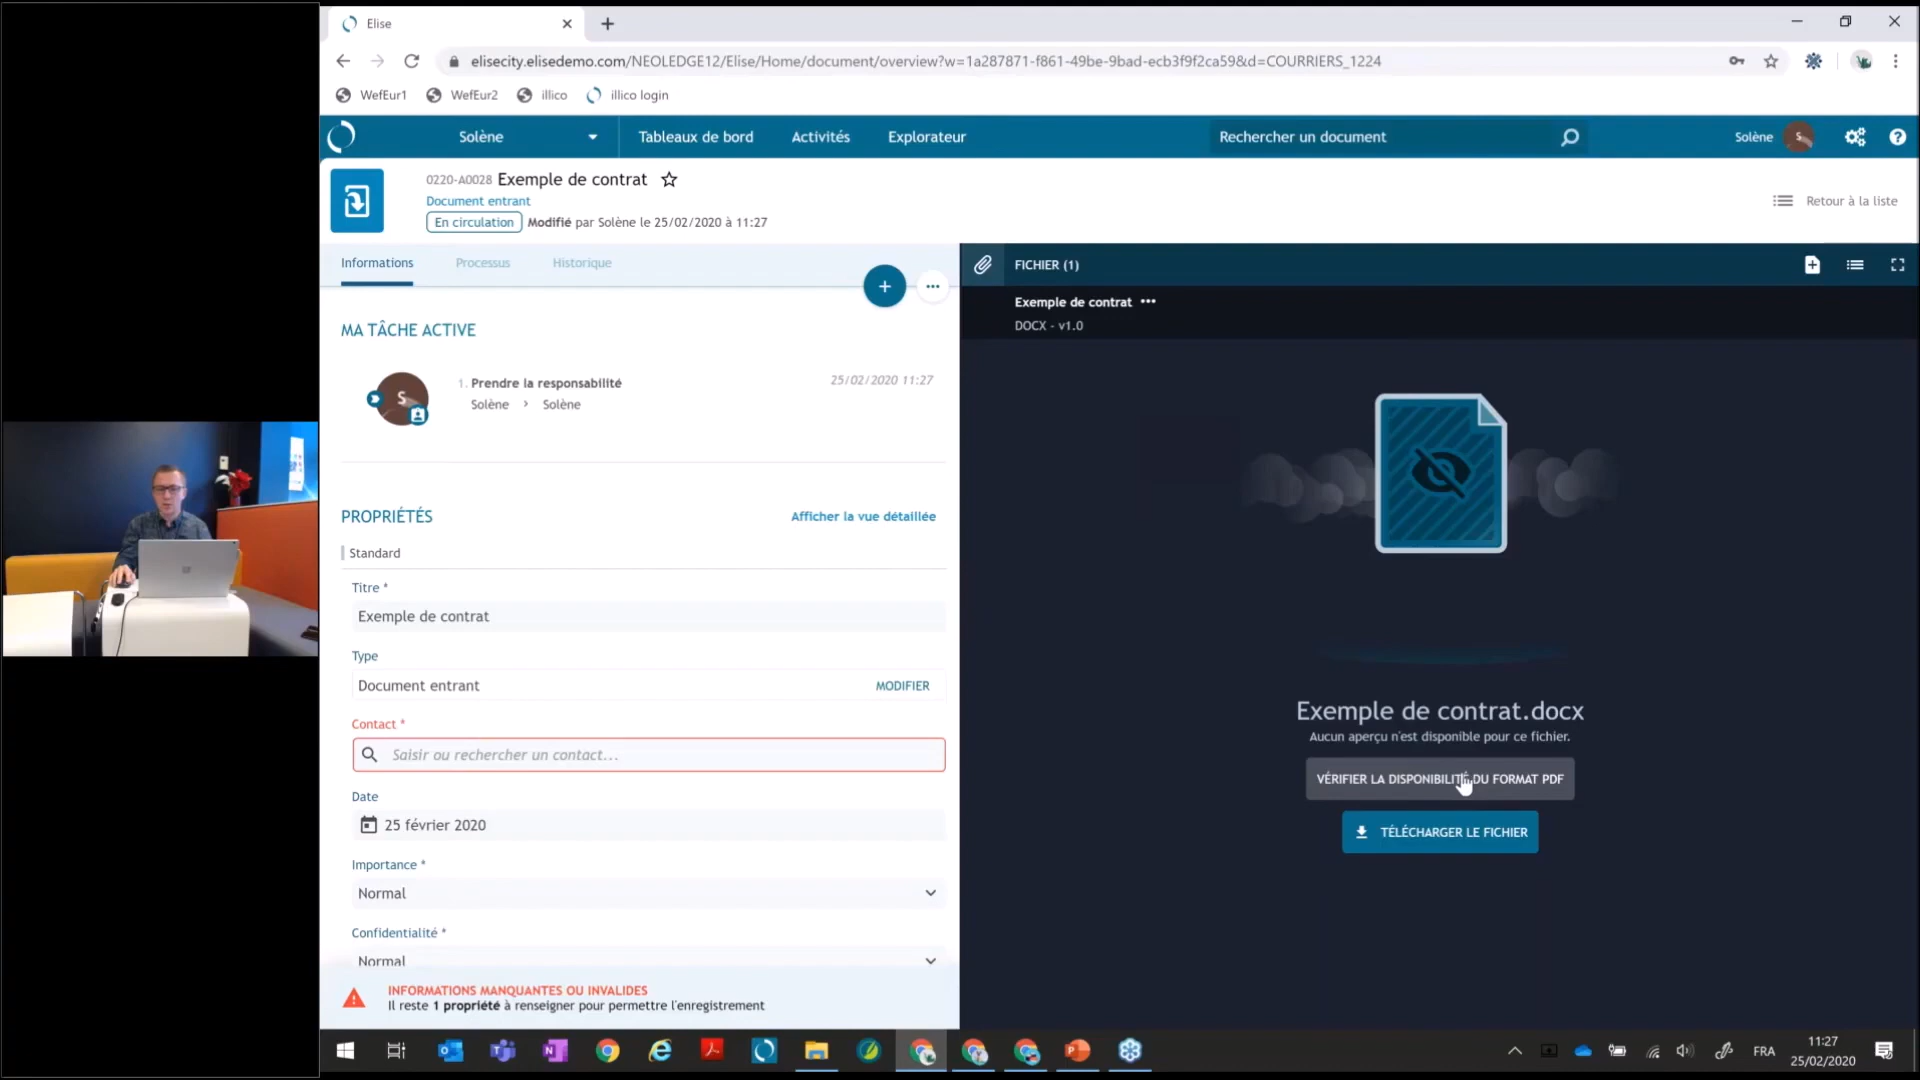 Elise
elisecity.elisedemo.com/NEOLEDGE12/Elise/Home/document/overview?w=1a287871-f861-49be-9bad-ecb3f9f2ca59&d=COURRIERS_1224
WefEur1 WefEur2 illico illico login
Solène Tableaux de bord Activités Explorateur Rechercher un document Solène S
0220-A0028 Exemple de contrat
Document entrant
En circulation Modifié par Solène le 25/02/2020 à 11:27
Retour à la liste
Informations Processus Historique
FICHIER (1)
Exemple de contrat
DOCX - v1.0
MA TÂCHE ACTIVE
S
1. Prendre la responsabilité 25/02/2020 11:27
Solène > Solène
PROPRIÉTÉS Afficher la vue détaillée
Standard
Titre *
Exemple de contrat
Type
Document entrant MODIFIER
Contact *
Saisir ou rechercher un contact...
Date
25 février 2020
Importance *
Normal
Confidentialité *
Normal
INFORMATIONS MANQUANTES OU INVALIDES
Il reste 1 propriété à renseigner pour permettre l'enregistrement
Exemple de contrat.docx
Aucun aperçu n'est disponible pour ce fichier.
VÉRIFIER LA DISPONIBILITÉ DU FORMAT PDF
TÉLÉCHARGER LE FICHIER
FRA
11:27
25/02/2020